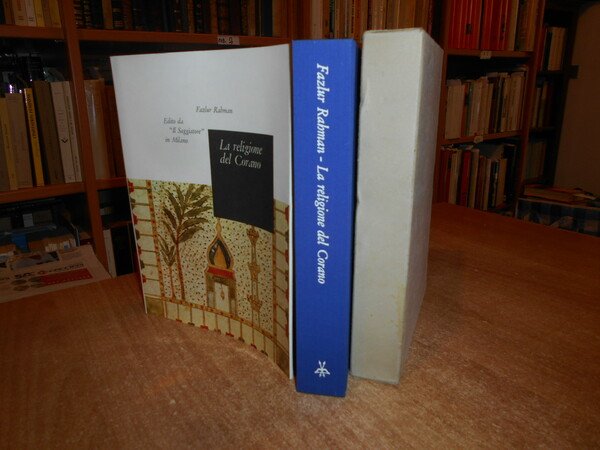 Fazlur Rahman
Edito da
"Il Saggiatore"
in Milano
La religione
del Corano
Fazlur Rahman - La religione del Corano